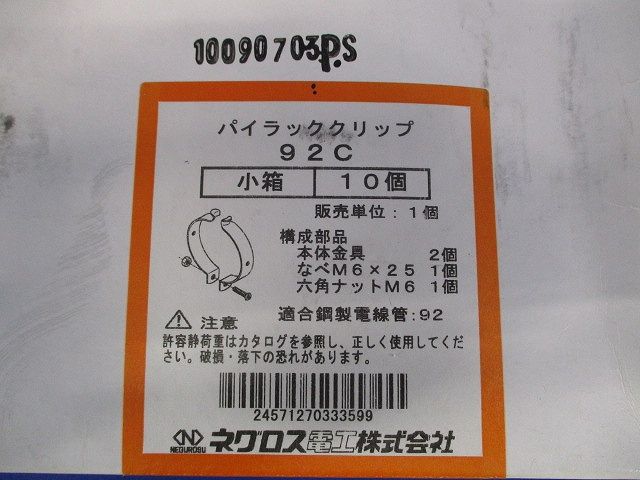 10090703P.S
パイラッククリップ
92C
小箱 10個
販売単位：1個
構成部品
本体金具 2個
なべM6×25 1個
六角ナットM6 1個
適合鋼製電線管：92
注意
許容静荷重はカタログを参照し、正しく使用してくだ
さい。破損・落下の恐れがあります。
24571270333599
NEGUROSU ネグロス電工株式会社